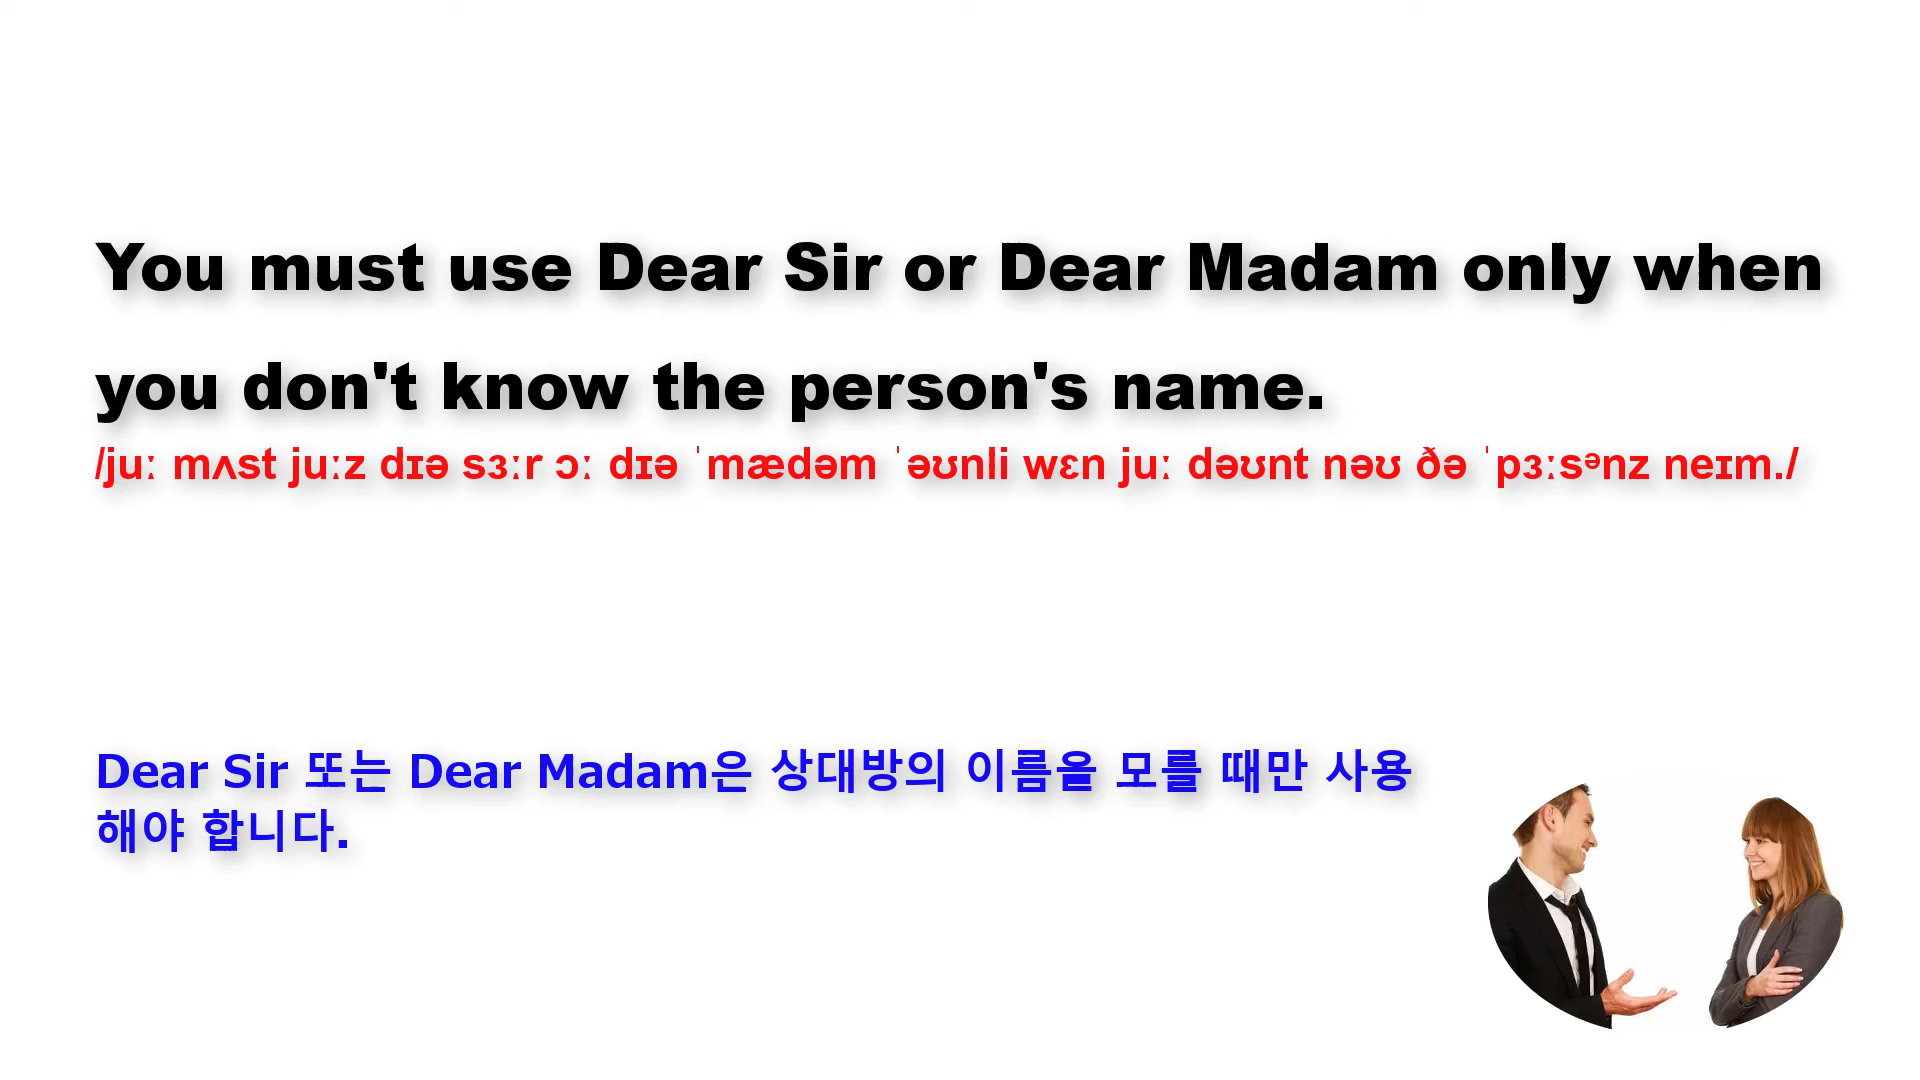 You must use Dear Sir or Dear Madam only when
you don't know the person's name.
/juː mʌst juːz dɪə sɜːr ɔː dɪə ˈmædəm ˈəʊnli wɛn juː dəʊnt nəʊ ðə ˈpɜːsᵊnz neɪm./
Dear Sir 또는 Dear Madam은 상대방의 이름을 모를 때만 사용
해야 합니다.